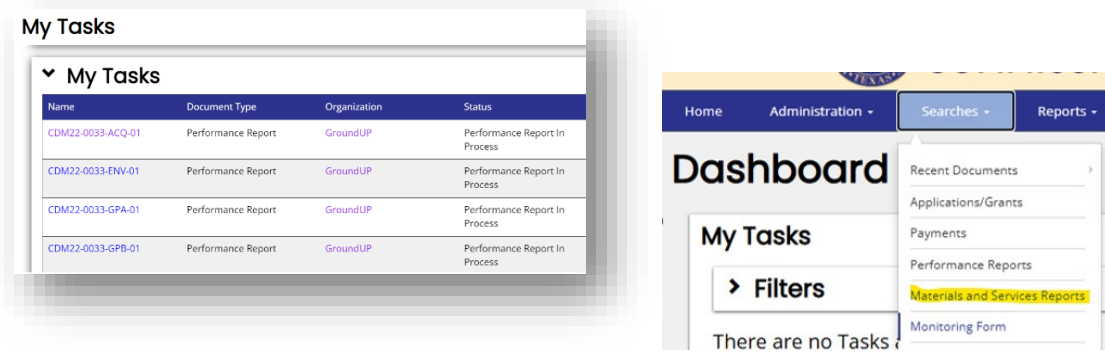 My Tasks
My Tasks
Name Document Type Organization Status
CDM22-0033-ACQ-01 Performance Report GroundUP Performance Report In
Process
CDM22-0033-ENV-01 Performance Report GroundUP Performance Report In
Process
CDM22-0033-GPA-01 Performance Report GroundUP Performance Report In
Process
CDM22-0033-GPB-01 Performance Report GroundUP Performance Report In
Process
TEXAS
Home Administration Searches Reports
Dashboard
Recent Documents
Applications/Grants
My Tasks
Payments
Performance Reports
Filters
Materials and Services Reports
Monitoring Form
There are no Tasks